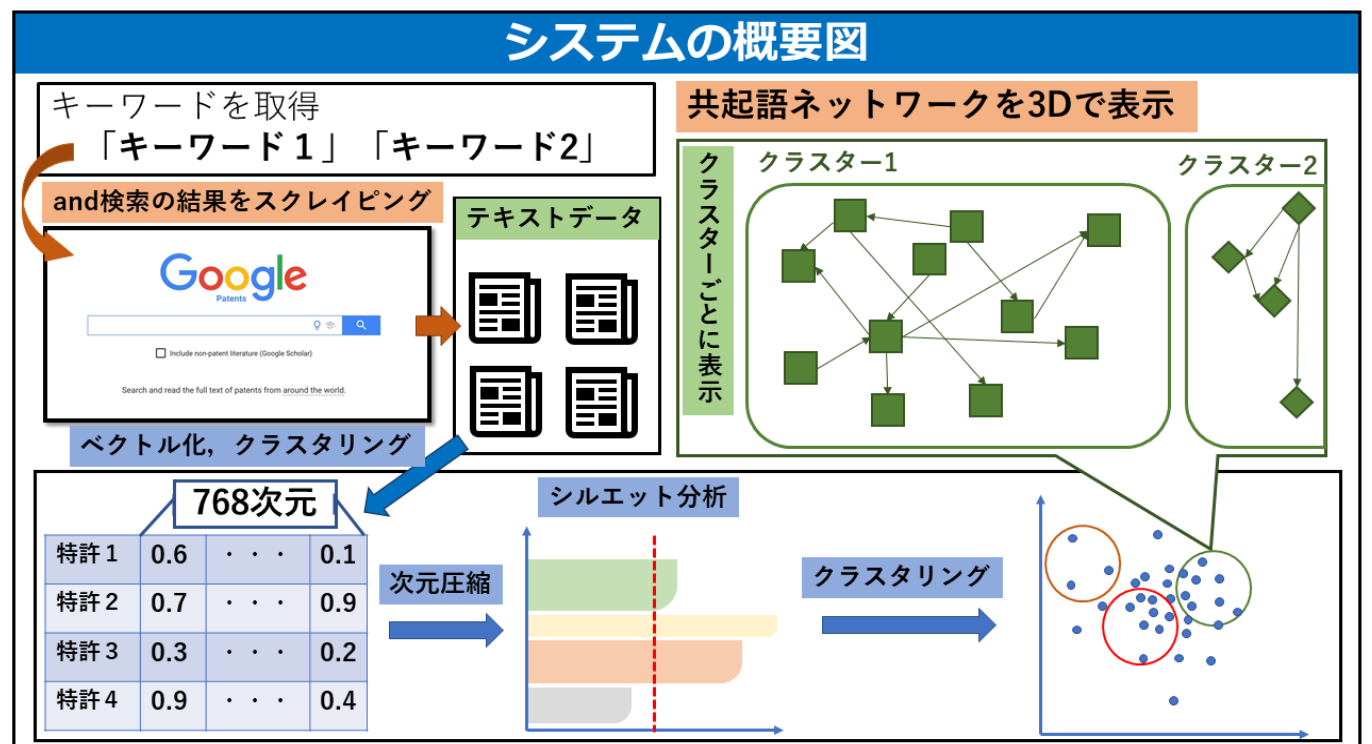 システムの概要図
キーワードを取得
「キーワード１」「キーワード2」
and検索の結果をスクレイピング
Google
Patents
Include non-patent literature (Google Scholar)
Search and read the full text of patents from around the world.
テキストデータ
共起語ネットワークを3Dで表示
クラスターごとに表示
クラスター1
クラスター2
ベクトル化，クラスタリング
768次元
特許１ 0.6 ・・・ 0.1
特許２ 0.7 ・・・ 0.9
特許３ 0.3 ・・・ 0.2
特許４ 0.9 ・・・ 0.4
次元圧縮
シルエット分析
クラスタリング